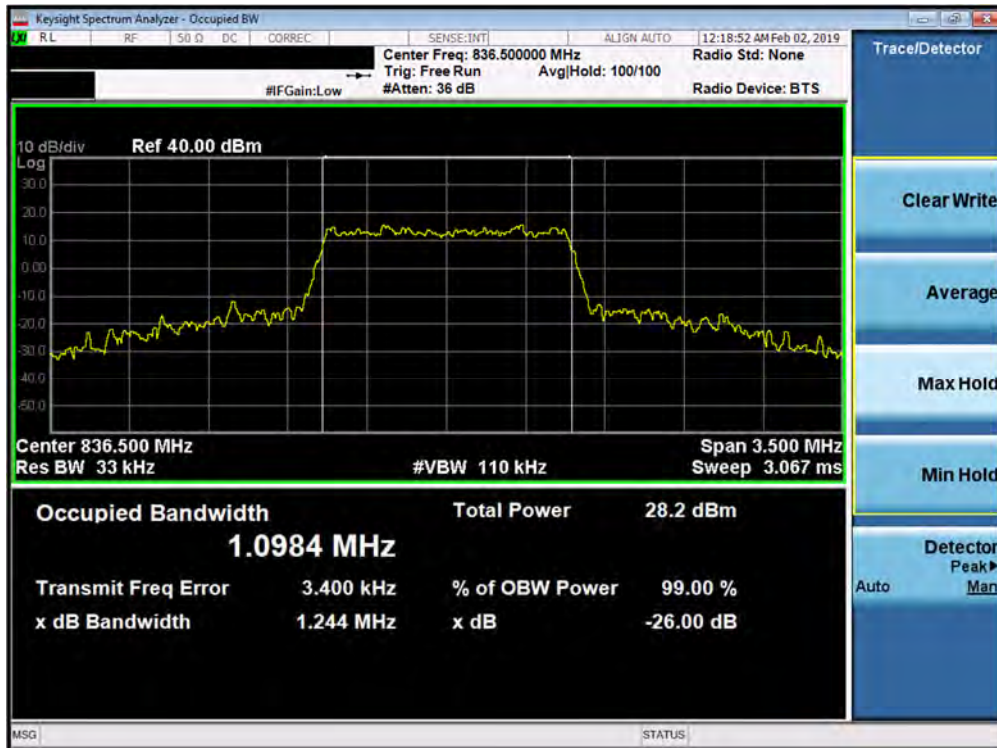 Keysight Spectrum Analyzer - Occupied BW
LXI RL RF 50 Ω DC CORREC SENSE:INT ALIGN AUTO 12:18:52 AM Feb 02, 2019
Center Freq: 836.500000 MHz Radio Std: None
Trig: Free Run Avg|Hold: 100/100
#IFGain:Low #Atten: 36 dB Radio Device: BTS
10 dB/div Ref 40.00 dBm
Log
30.0
20.0
10.0
0.00
-10.0
-20.0
-30.0
-40.0
-50.0
Center 836.500 MHz Span 3.500 MHz
Res BW 33 kHz #VBW 110 kHz Sweep 3.067 ms
Occupied Bandwidth Total Power 28.2 dBm
1.0984 MHz
Transmit Freq Error 3.400 kHz % of OBW Power 99.00 %
x dB Bandwidth 1.244 MHz x dB -26.00 dB
MSG STATUS
Trace/Detector
Clear Write
Average
Max Hold
Min Hold
Detector
Peak▶
Auto Man